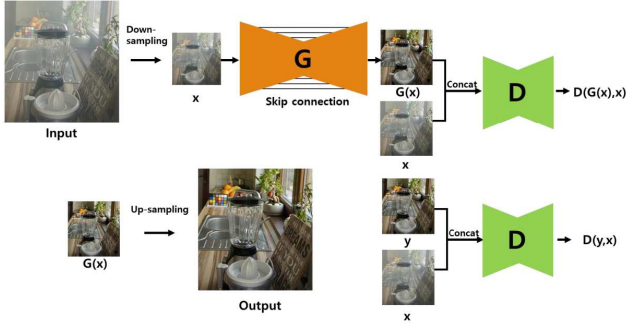 Down-
sampling
G
D
x
Skip connection
G(x)
Concat
D(G(x),x)
Input
x
Up-sampling
G(x)
Output
y
Concat
D
D(y,x)
x